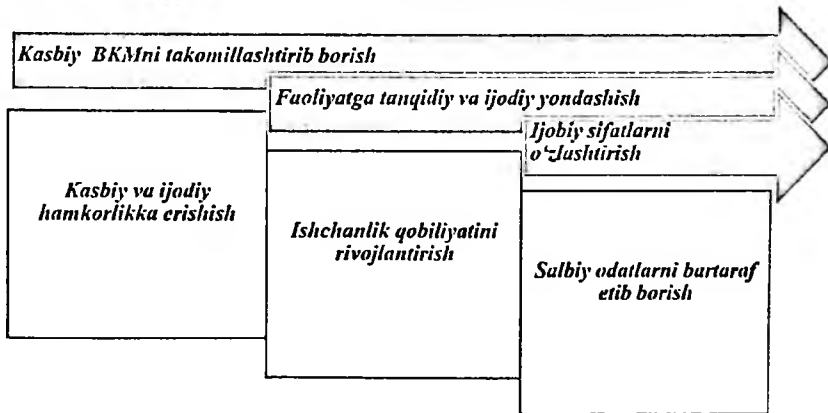 Kasbiy BKMni takomillashtirib borish
Faoliyatga tanqidiy va ijodiy yondashish
Ijobiy sifatlarni
o‘zlashtirish
Kasbiy va ijodiy
hamkorlikka erishish
Ishchanlik qobiliyatini
rivojlantirish
Salbiy odatlarni bartaraf
etib borish